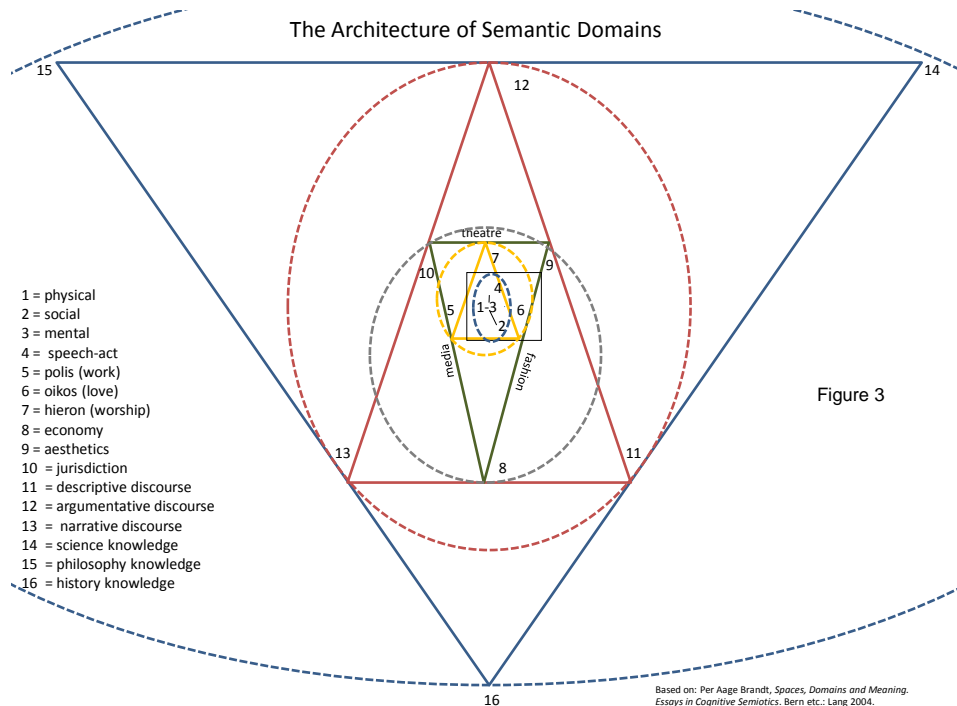 The Architecture of Semantic Domains
15
14
12
theatre
10
7
9
4
5
1-3
6
2
media
fashion
1 = physical
2 = social
3 = mental
4 = speech-act
5 = polis (work)
6 = oikos (love)
7 = hieron (worship)
8 = economy
9 = aesthetics
10 = jurisdiction
11 = descriptive discourse
12 = argumentative discourse
13 = narrative discourse
14 = science knowledge
15 = philosophy knowledge
16 = history knowledge
Figure 3
13
11
8
16
Based on: Per Aage Brandt, Spaces, Domains and Meaning.
Essays in Cognitive Semiotics. Bern etc.: Lang 2004.